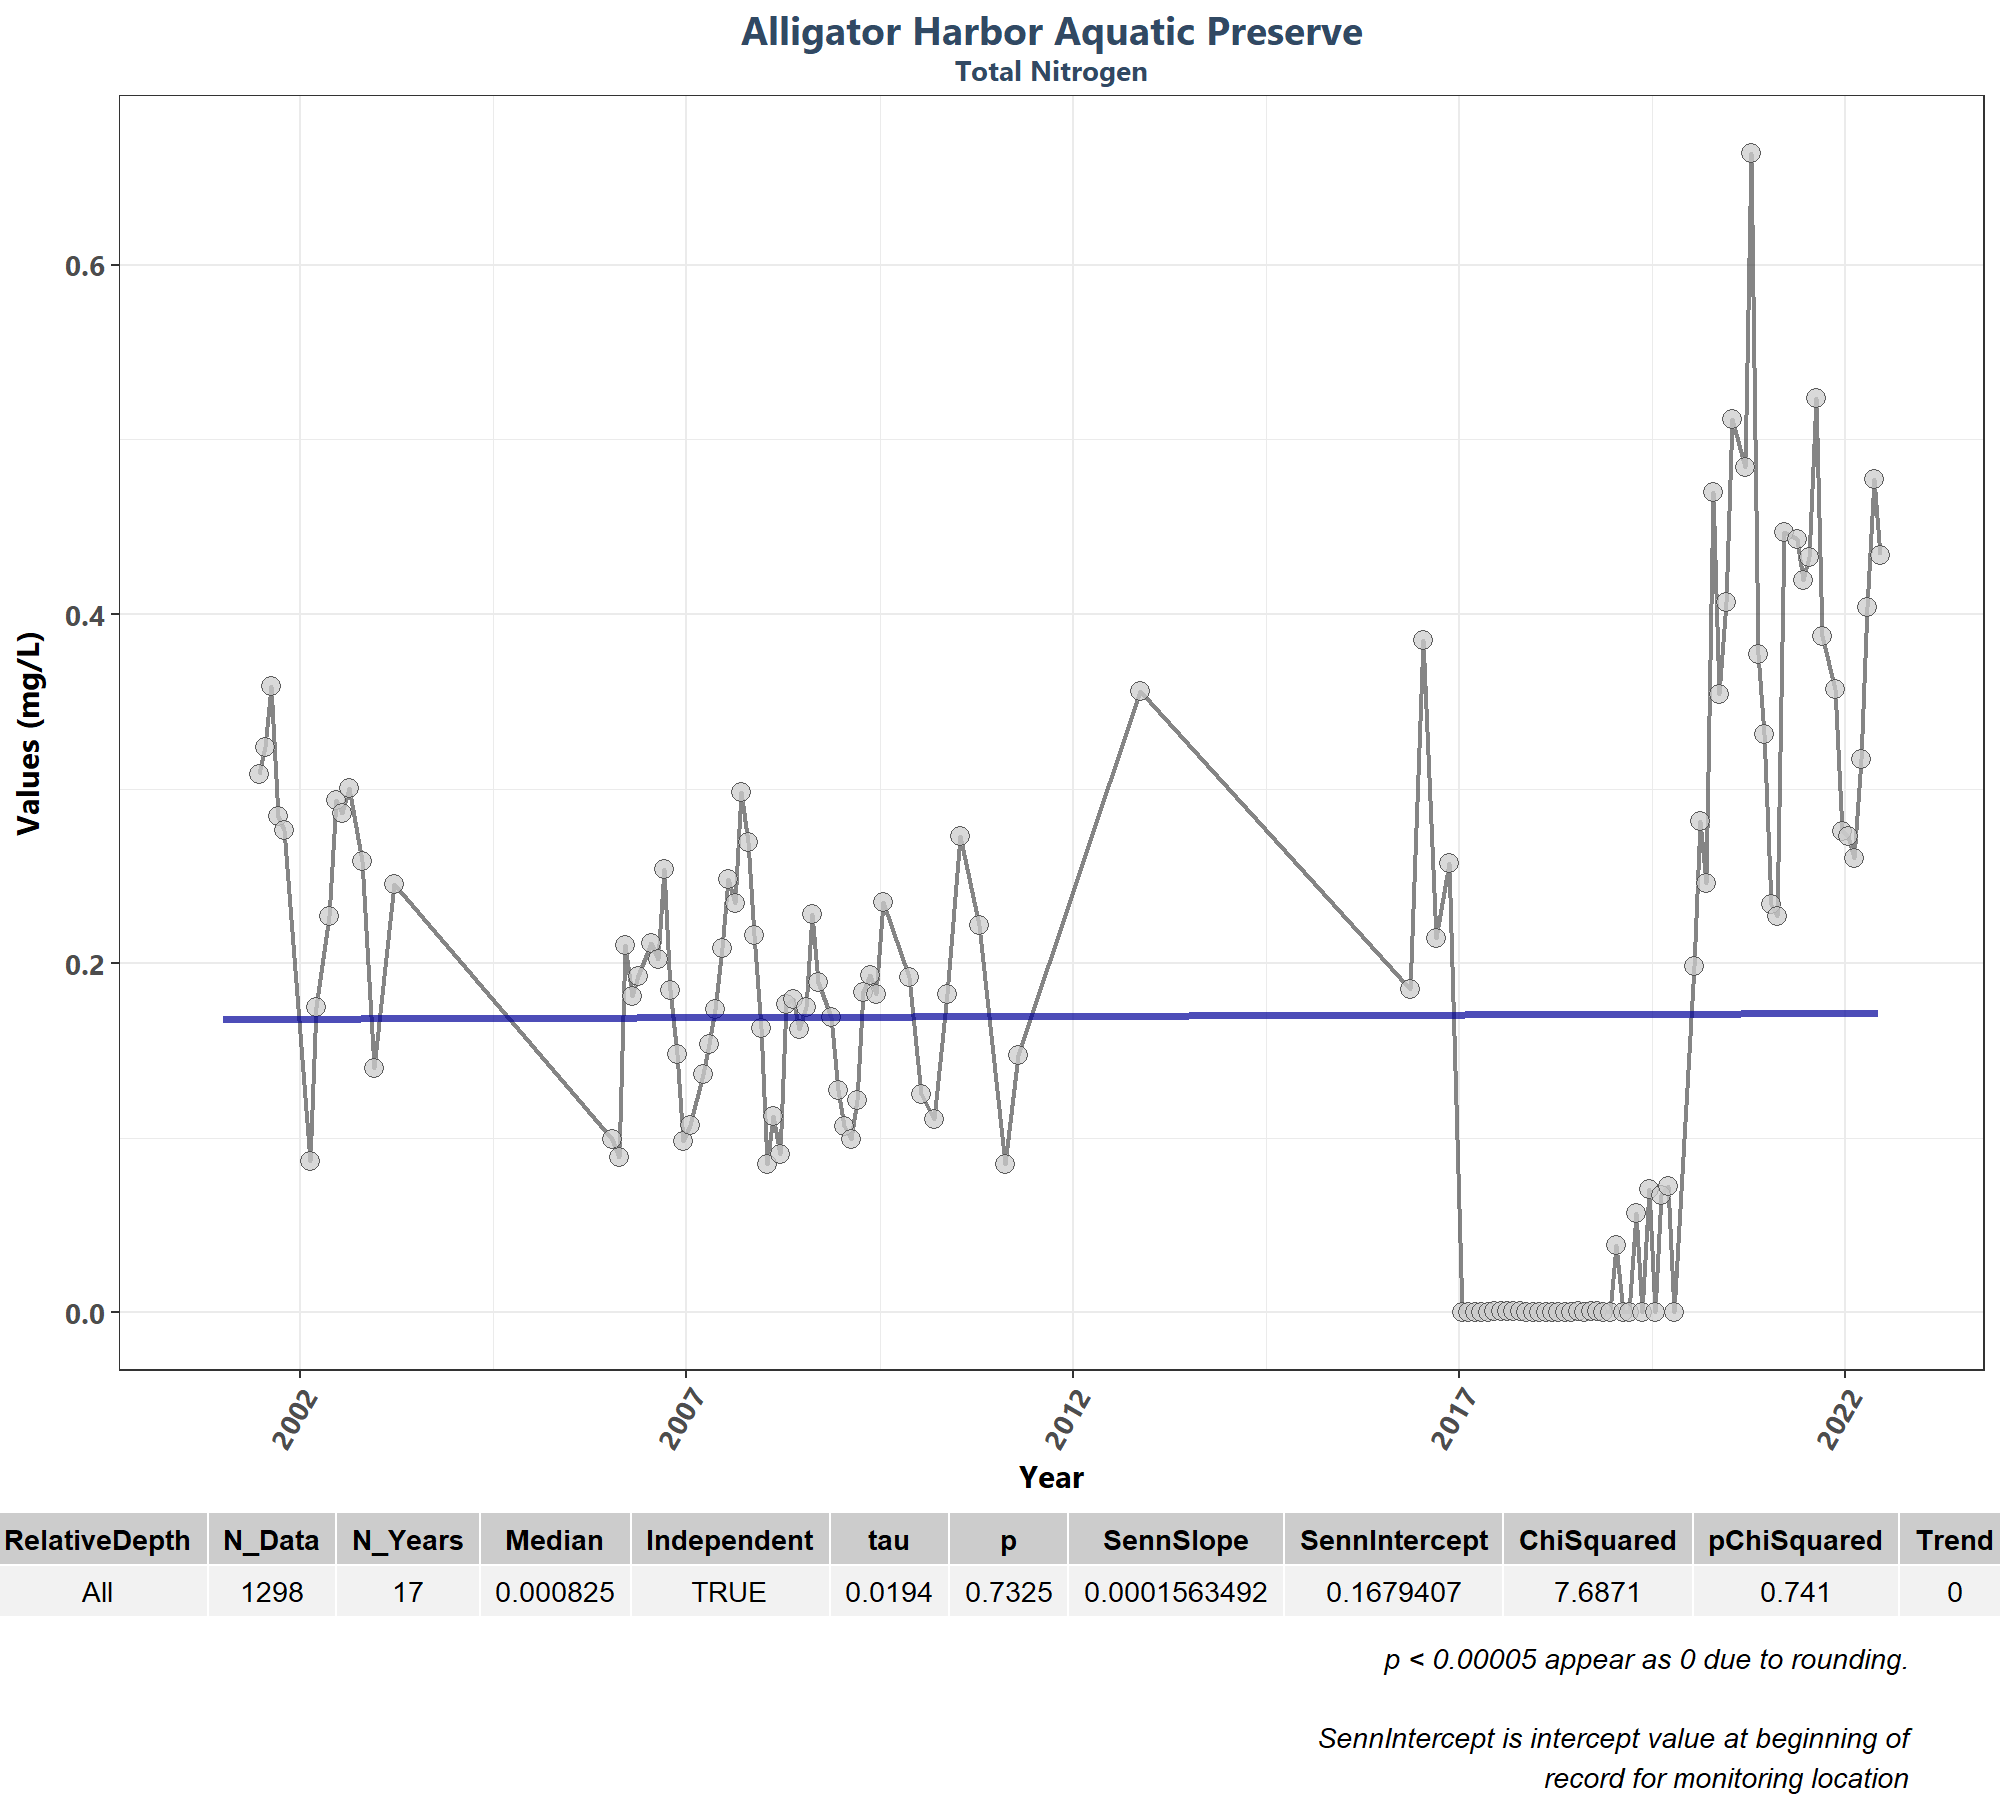 Alligator Harbor Aquatic Preserve
Total Nitrogen
Values (mg/L)
0.6
0.4
0.2
0.0
2002 2007 2012 2017 2022
Year
RelativeDepth N_Data N_Years Median Independent tau p SennSlope SennIntercept ChiSquared pChiSquared Trend
All 1298 17 0.000825 TRUE 0.0194 0.7325 0.0001563492 0.1679407 7.6871 0.741 0
p < 0.00005 appear as 0 due to rounding.
SennIntercept is intercept value at beginning of
record for monitoring location